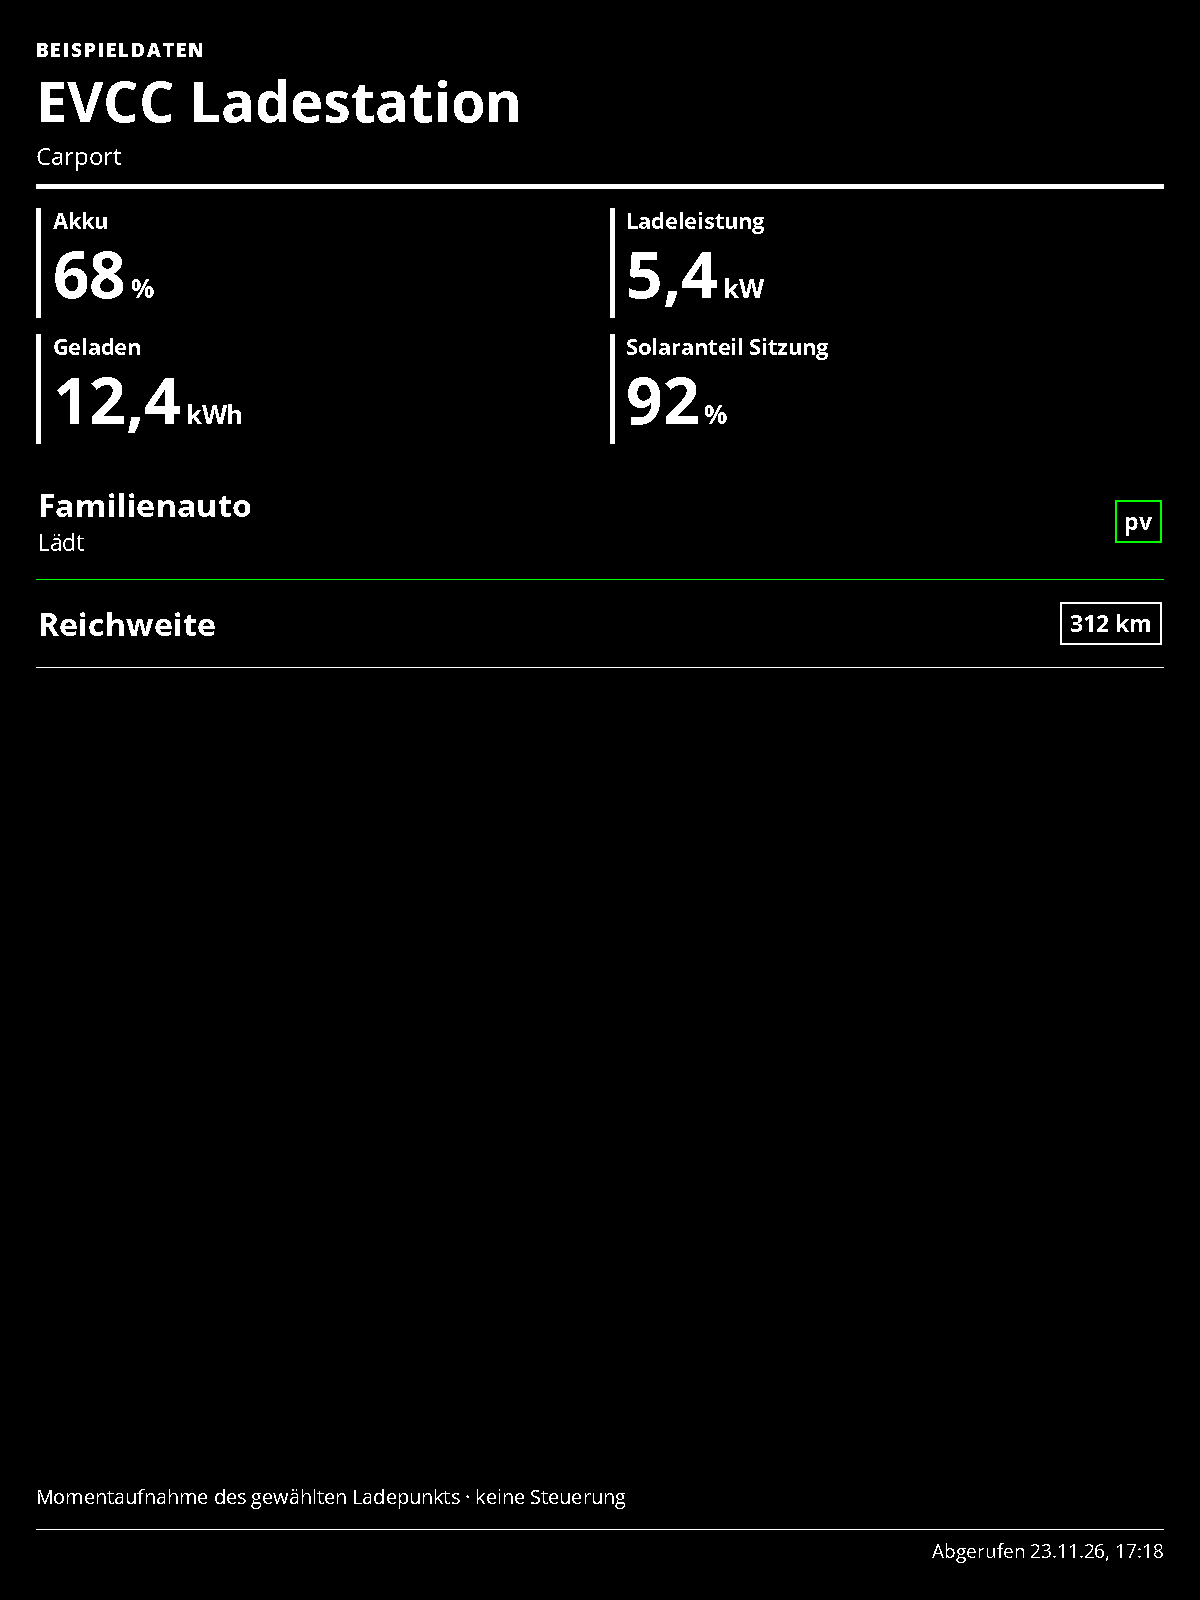 BEISPIELDATEN
EVCC Ladestation
Carport
Akku
68 %
Ladeleistung
5,4 kW
Geladen
12,4 kWh
Solaranteil Sitzung
92 %
Familienauto
Lädt
pv
Reichweite
312 km
Momentaufnahme des gewählten Ladepunkts · keine Steuerung
Abgerufen 23.11.26, 17:18